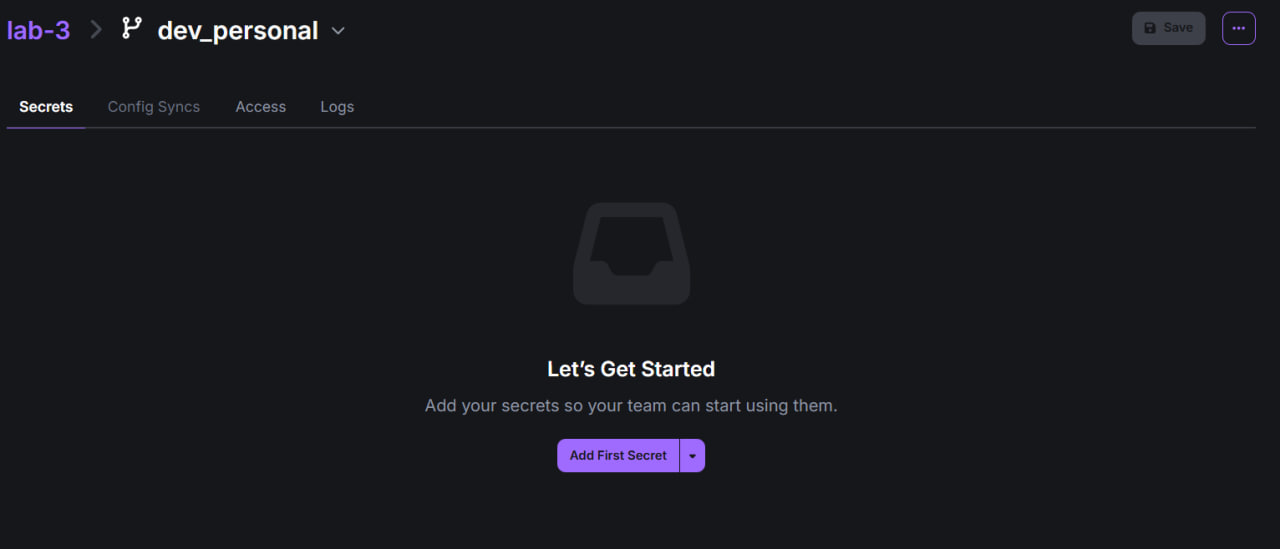 lab-3 > dev_personal
Save
Secrets Config Syncs Access Logs
Let's Get Started
Add your secrets so your team can start using them.
Add First Secret